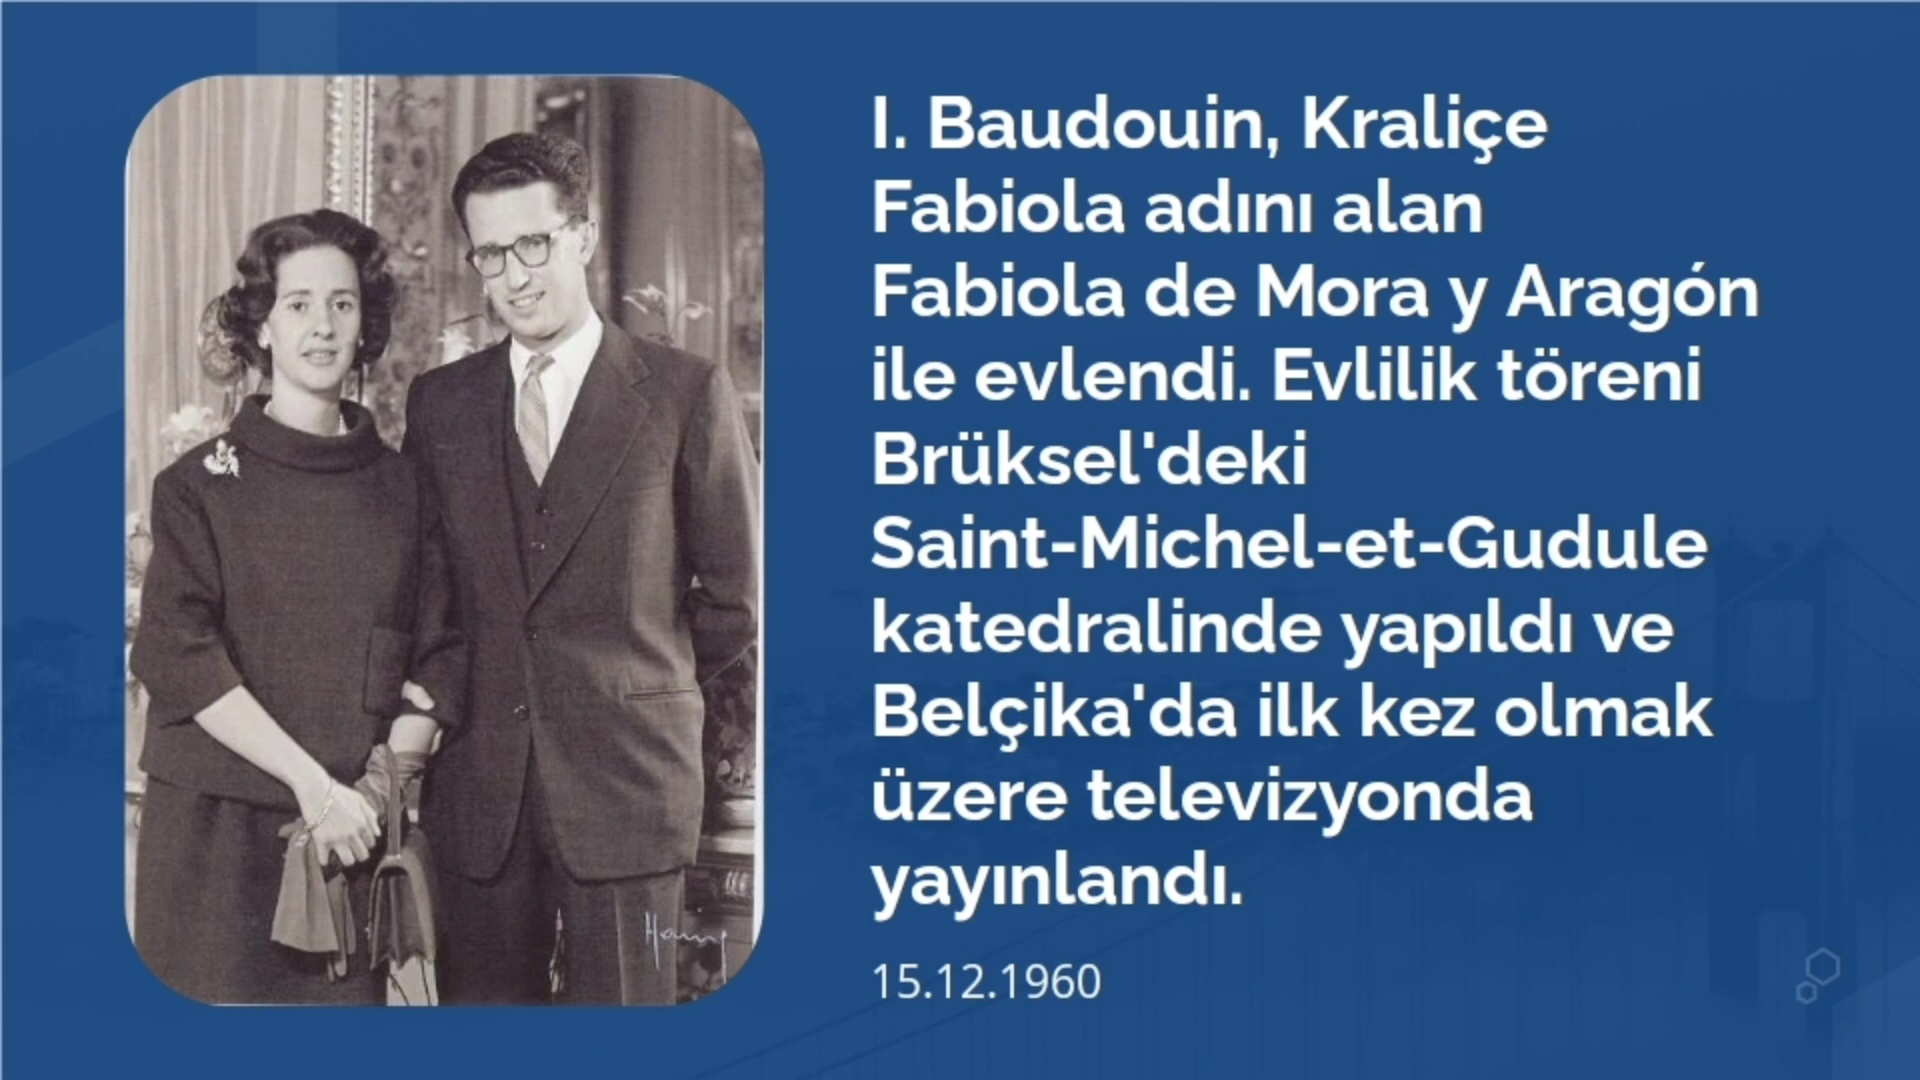 I. Baudouin, Kraliçe
Fabiola adını alan
Fabiola de Mora y Aragón
ile evlendi. Evlilik töreni
Brüksel'deki
Saint-Michel-et-Gudule
katedralinde yapıldı ve
Belçika'da ilk kez olmak
üzere televizyonda
yayınlandı.
15.12.1960